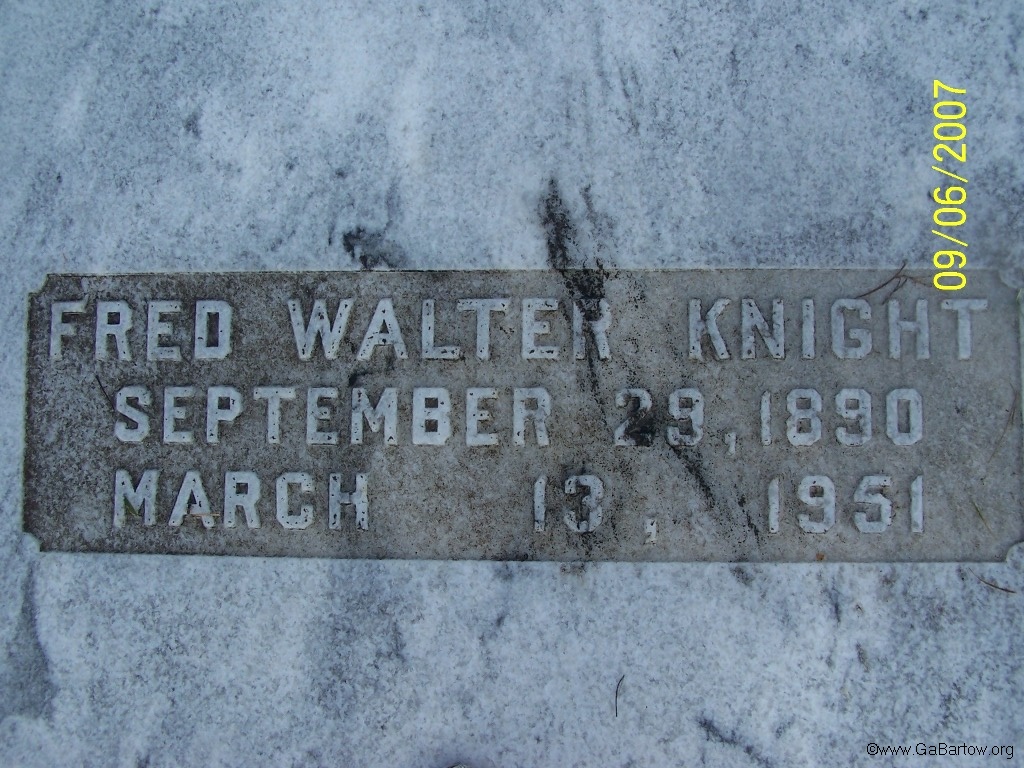 FRED WALTER KNIGHT
SEPTEMBER 29, 1890
MARCH 13, 1951
09/06/2007
©www.GaBartow.org